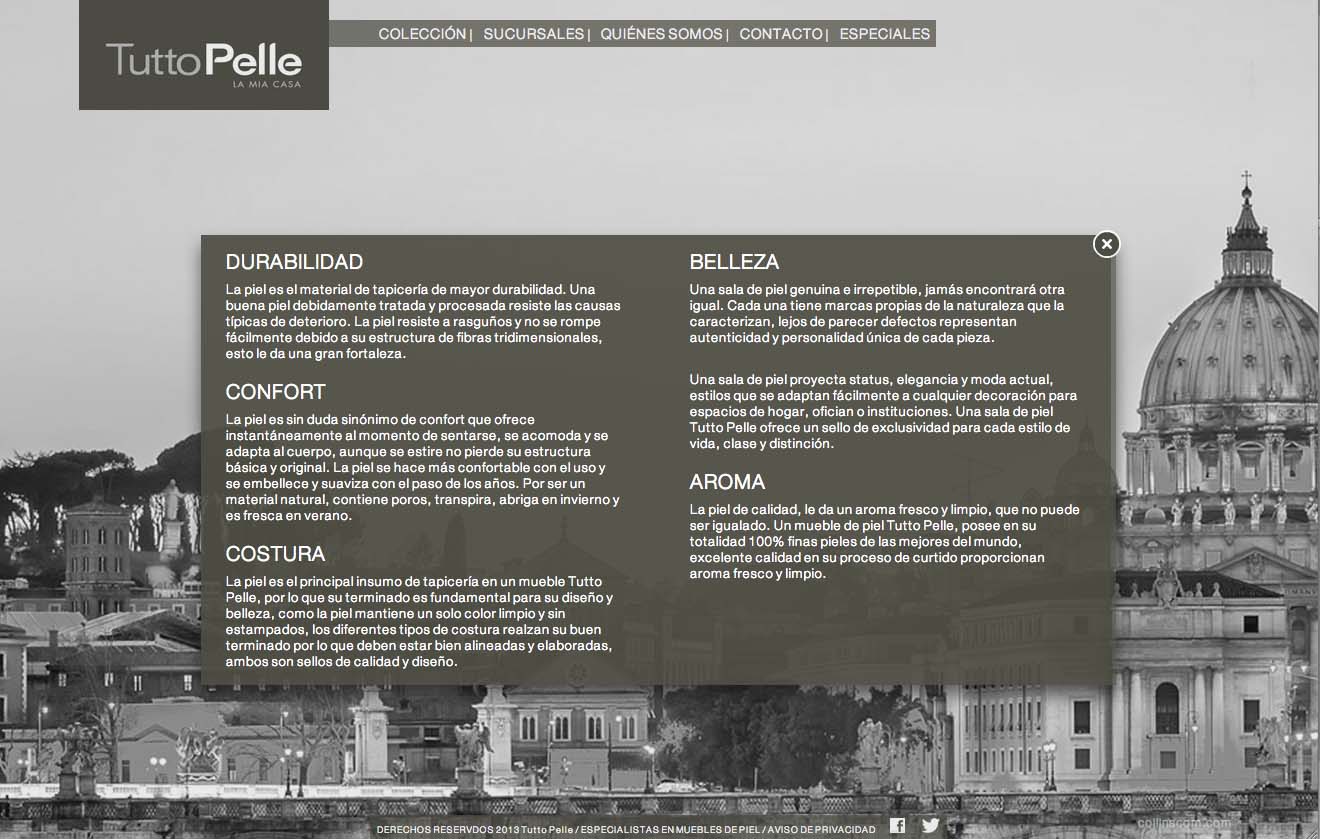 TuttoPelle
LA MIA CASA
COLECCIÓN | SUCURSALES | QUIÉNES SOMOS | CONTACTO | ESPECIALES
DURABILIDAD
La piel es el material de tapicería de mayor durabilidad. Una
buena piel debidamente tratada y procesada resiste las causas
típicas de deterioro. La piel resiste a rasguños y no se rompe
fácilmente debido a su estructura de fibras tridimensionales,
esto le da una gran fortaleza.
CONFORT
La piel es sin duda sinónimo de confort que ofrece
instantáneamente al momento de sentarse, se acomoda y se
adapta al cuerpo, aunque se estire no pierde su estructura
básica y original. La piel se hace más confortable con el uso y
se embellece y suaviza con el paso de los años. Por ser un
material natural, contiene poros, transpira, abriga en invierno y
es fresca en verano.
COSTURA
La piel es el principal insumo de tapicería en un mueble Tutto
Pelle, por lo que su terminado es fundamental para su diseño y
belleza, como la piel mantiene un solo color limpio y sin
estampados, los diferentes tipos de costura realzan su buen
terminado por lo que deben estar bien alineadas y elaboradas,
ambos son sellos de calidad y diseño.
BELLEZA
Una sala de piel genuina e irrepetible, jamás encontrará otra
igual. Cada una tiene marcas propias de la naturaleza que la
caracterizan, lejos de parecer defectos representan
autenticidad y personalidad única de cada pieza.
Una sala de piel proyecta status, elegancia y moda actual,
estilos que se adaptan fácilmente a cualquier decoración para
espacios de hogar, ofician o instituciones. Una sala de piel
Tutto Pelle ofrece un sello de exclusividad para cada estilo de
vida, clase y distinción.
AROMA
La piel de calidad, le da un aroma fresco y limpio, que no puede
ser igualado. Un mueble de piel Tutto Pelle, posee en su
totalidad 100% finas pieles de las mejores del mundo,
excelente calidad en su proceso de curtido proporcionan
aroma fresco y limpio.
DERECHOS RESERVDOS 2013 Tutto Pelle / ESPECIALISTAS EN MUEBLES DE PIEL / AVISO DE PRIVACIDAD
collinscom.com